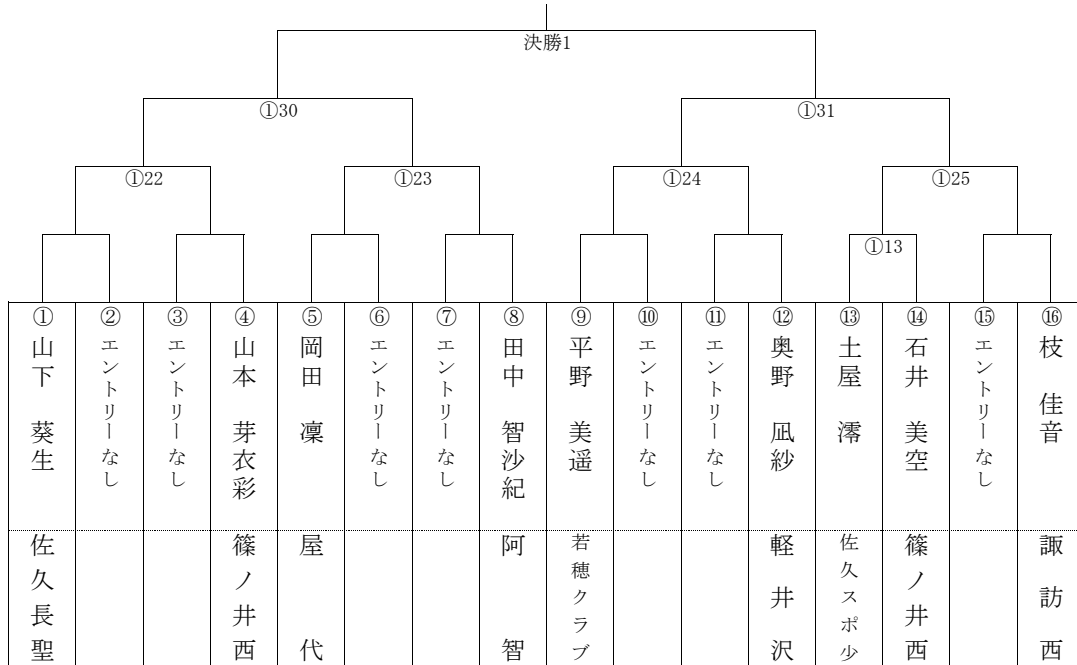 決勝1
①30
①31
①22
①23
①24
①25
①13
①
山下 葵生
佐久長聖
②
エントリーなし
③
エントリーなし
④
山本 芽衣彩
篠ノ井西
⑤
岡田 凜
屋代
⑥
エントリーなし
⑦
エントリーなし
⑧
田中 智沙紀
阿智
⑨
平野 美遥
若穂クラブ
⑩
エントリーなし
⑪
エントリーなし
⑫
奥野 凪紗
軽井沢
⑬
土屋 澪
佐久スポ少
⑭
石井 美空
篠ノ井西
⑮
エントリーなし
⑯
枝 佳音
諏訪西